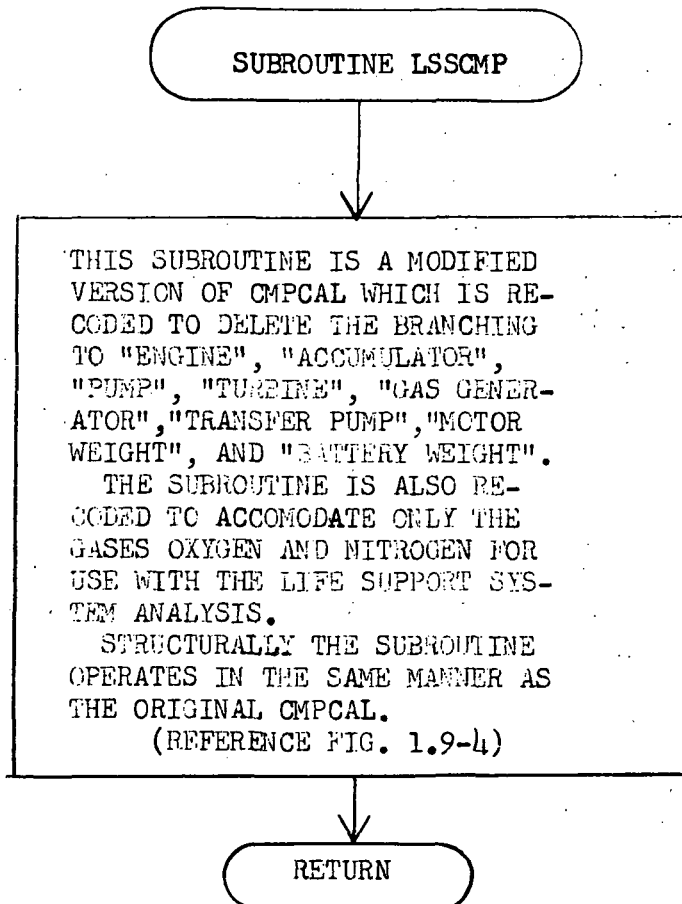 SUBROUTINE LSSCMP
THIS SUBROUTINE IS A MODIFIED
VERSION OF CMPCAL WHICH IS RE-
CODED TO DELETE THE BRANCHING
TO "ENGINE", "ACCUMULATOR",
"PUMP", "TURBINE", "GAS GENER-
ATOR","TRANSFER PUMP","MOTOR
WEIGHT", AND "BATTERY WEIGHT".
THE SUBROUTINE IS ALSO RE-
CODED TO ACCOMODATE ONLY THE
GASES OXYGEN AND NITROGEN FOR
USE WITH THE LIFE SUPPORT SYS-
TEM ANALYSIS.
STRUCTURALLY THE SUBROUTINE
OPERATES IN THE SAME MANNER AS
THE ORIGINAL CMPCAL.
(REFERENCE FIG. 1.9-4)
RETURN